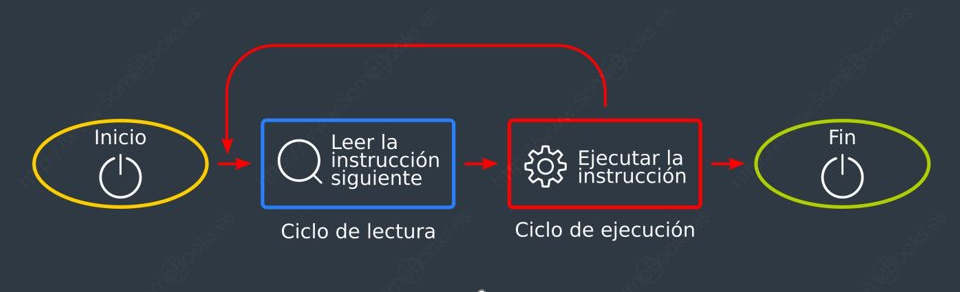 Inicio
Leer la
instrucción
siguiente
Ciclo de lectura
Ejecutar la
instrucción
Ciclo de ejecución
Fin